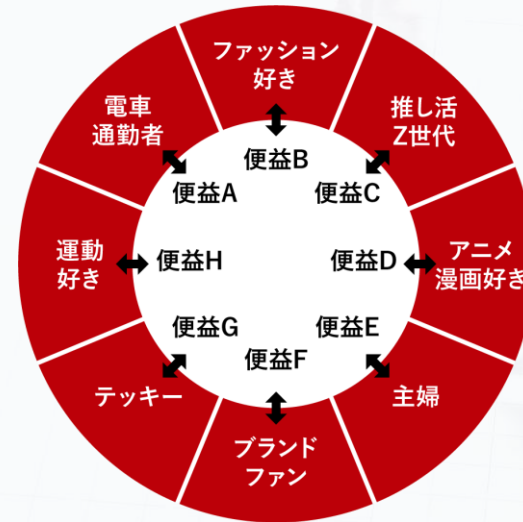 ファッション
好き
推し活
Z世代
アニメ
漫画好き
主婦
ブランド
ファン
テッキー
運動
好き
電車
通勤者
便益A
便益B
便益C
便益D
便益E
便益F
便益G
便益H